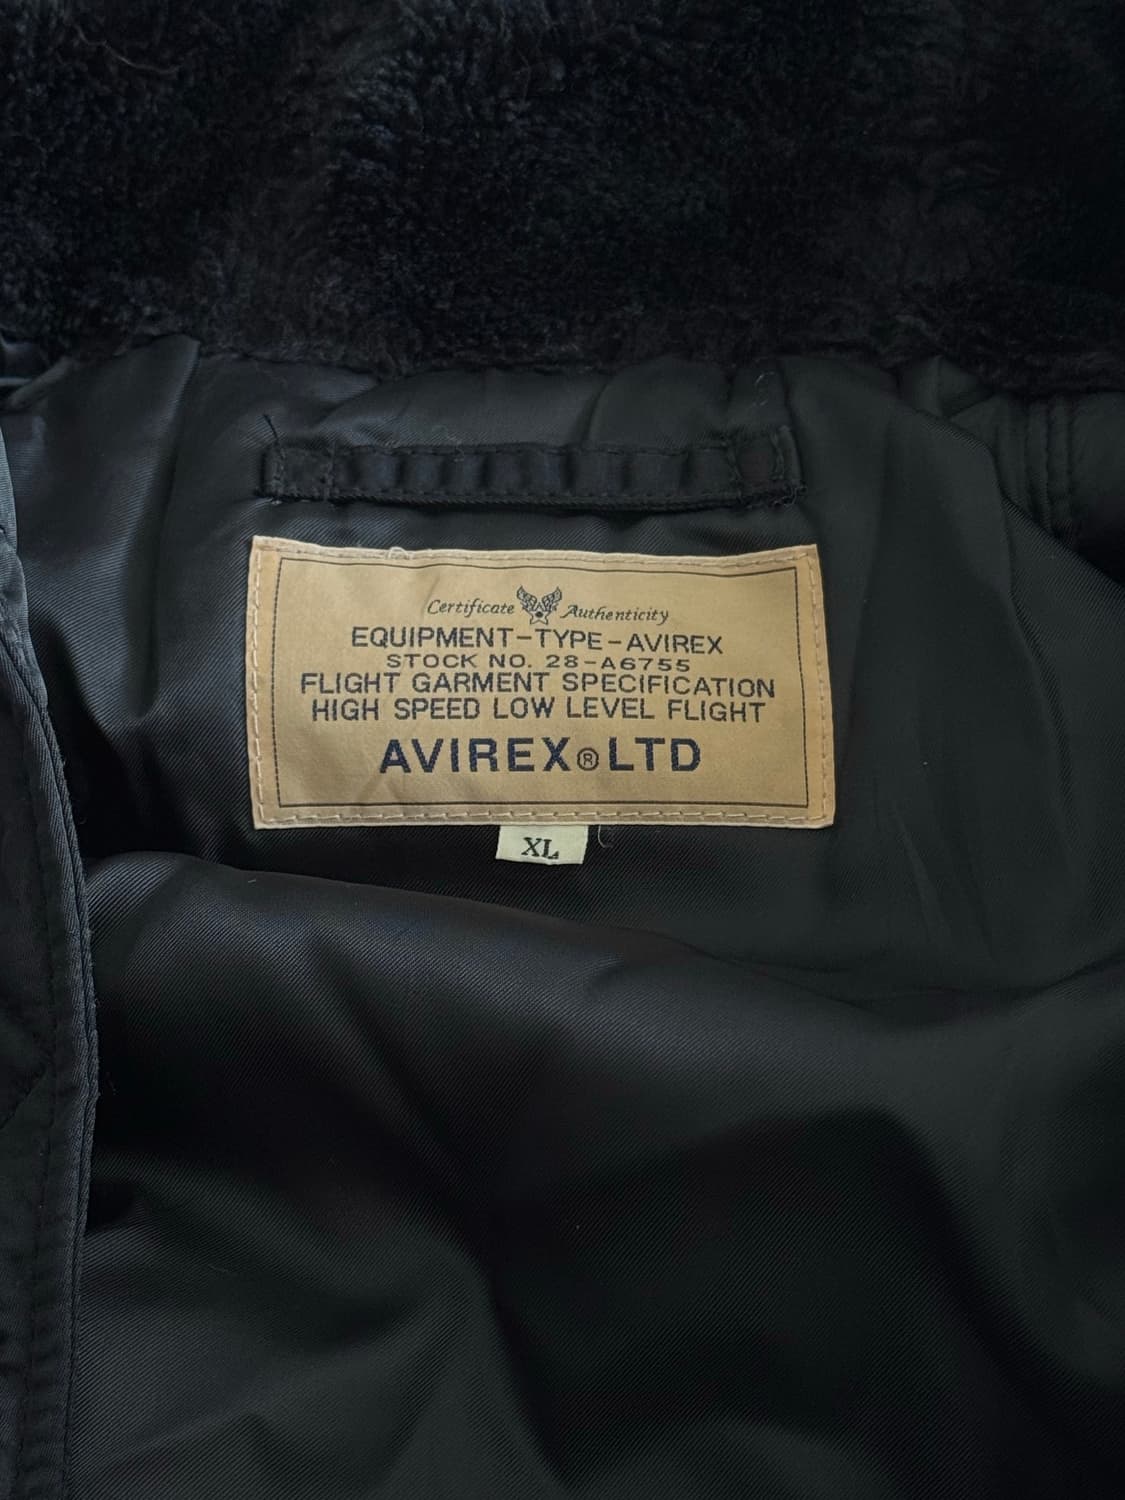 Certificate Authenticity
EQUIPMENT-TYPE-AVIREX
STOCK NO. 28-A6755
FLIGHT GARMENT SPECIFICATION
HIGH SPEED LOW LEVEL FLIGHT
AVIREX®LTD
XL